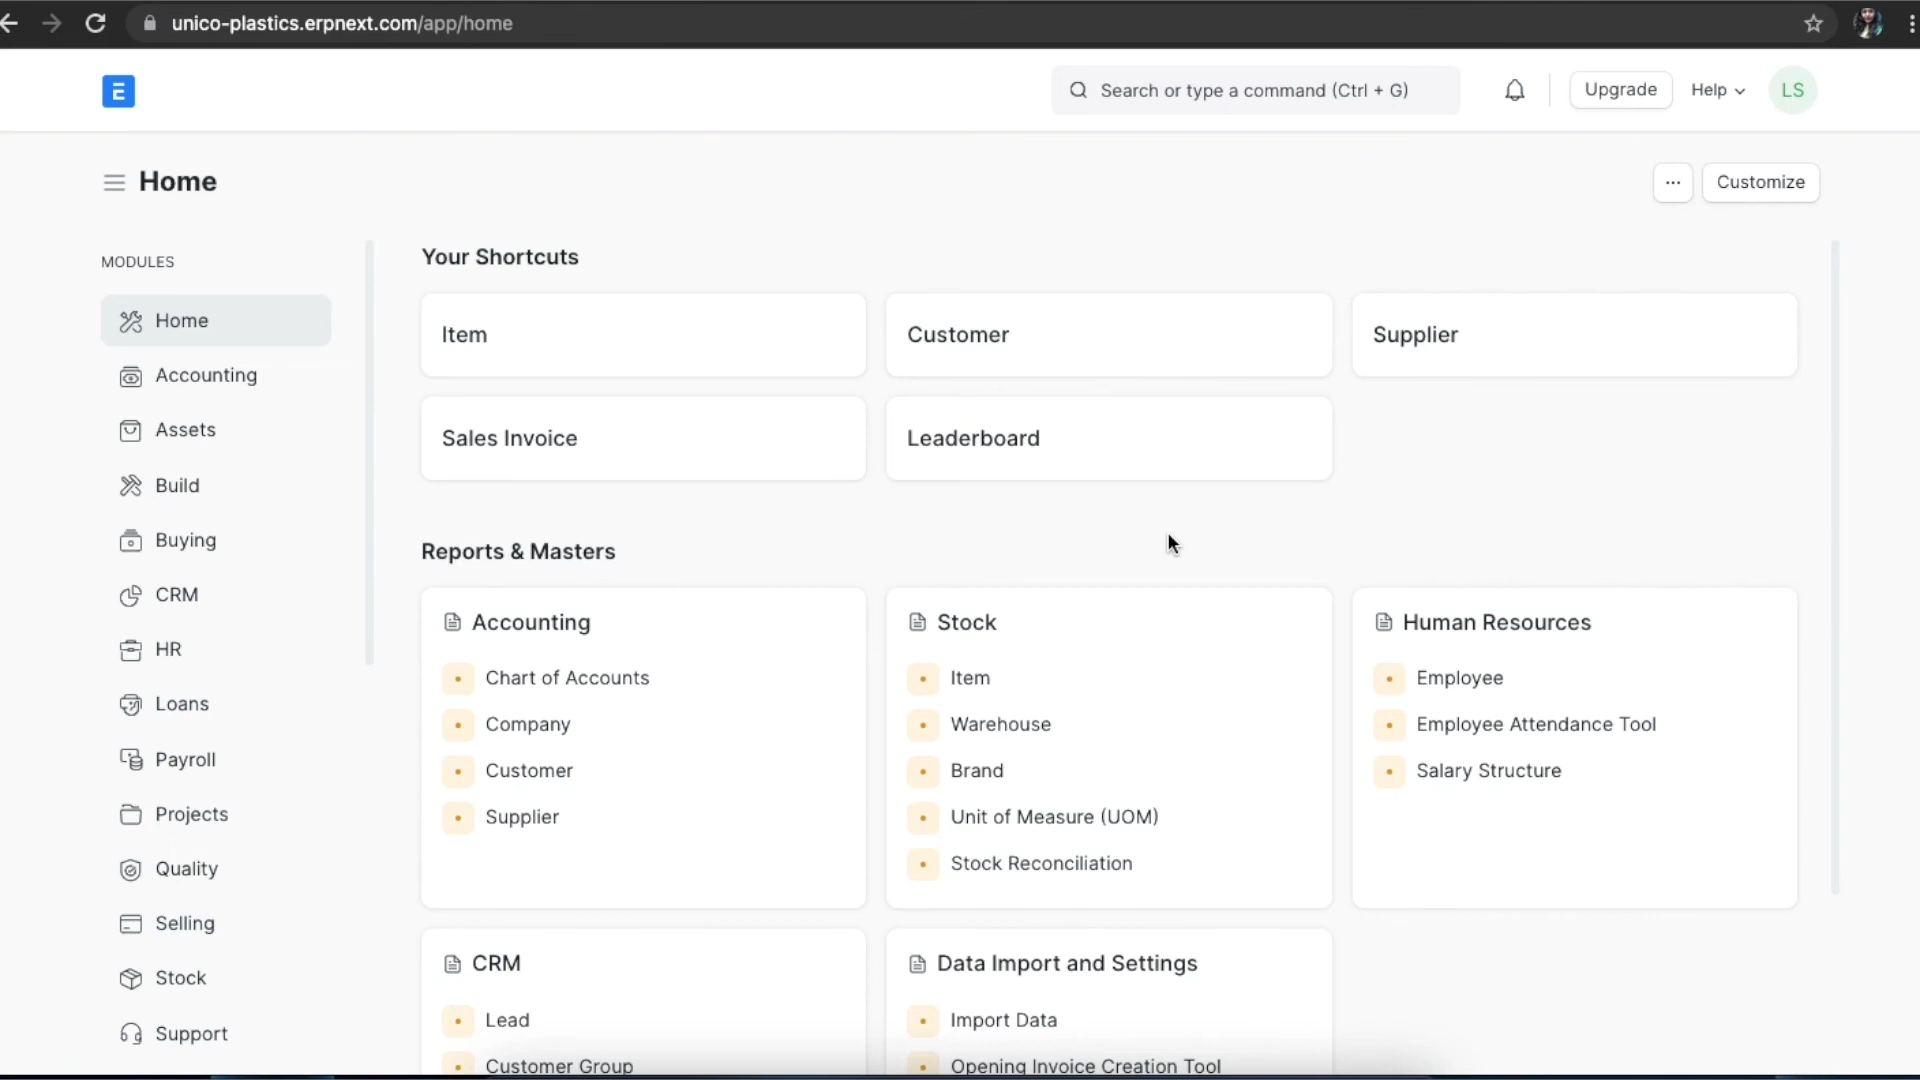 unico-plastics.erpnext.com/app/home
E
Search or type a command (Ctrl + G)
Upgrade
Help
LS
Home
...
Customize
MODULES
Home
Accounting
Assets
Build
Buying
CRM
HR
Loans
Payroll
Projects
Quality
Selling
Stock
Support
Your Shortcuts
Item
Customer
Supplier
Sales Invoice
Leaderboard
Reports & Masters
Accounting
Chart of Accounts
Company
Customer
Supplier
Stock
Item
Warehouse
Brand
Unit of Measure (UOM)
Stock Reconciliation
Human Resources
Employee
Employee Attendance Tool
Salary Structure
CRM
Lead
Customer Group
Data Import and Settings
Import Data
Opening Invoice Creation Tool